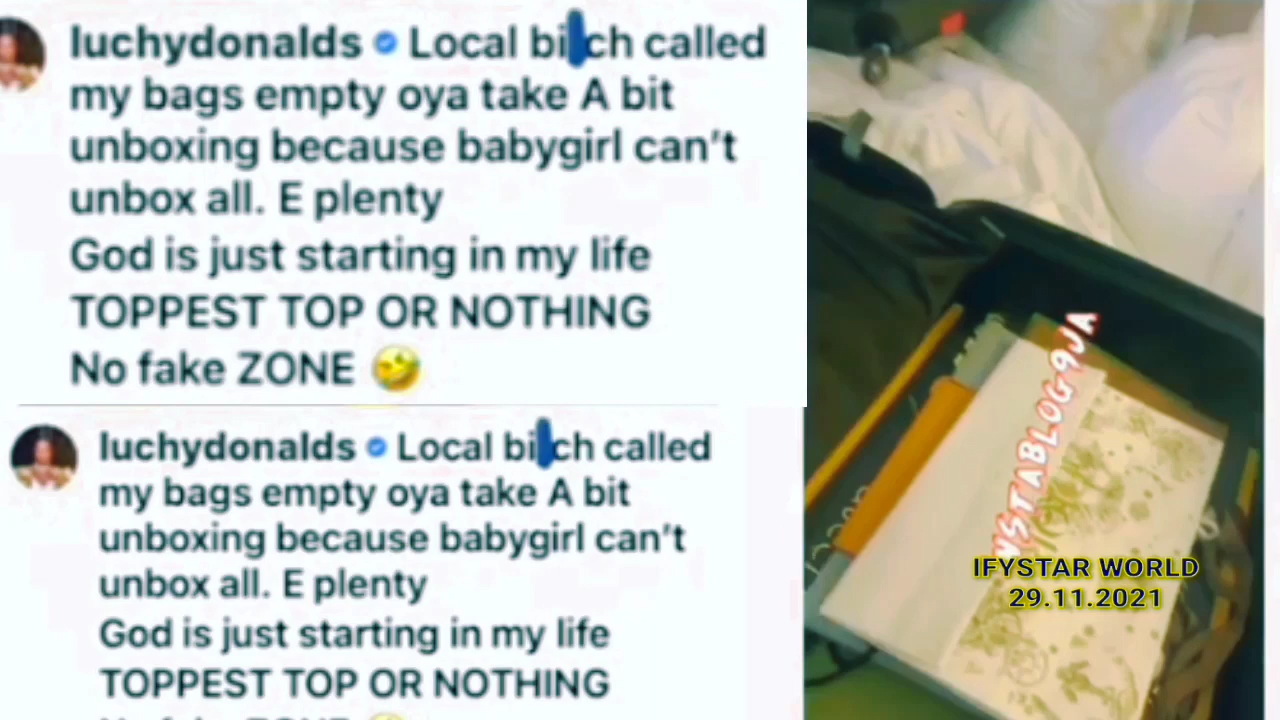 luchydonalds Local bi ch called
my bags empty oya take A bit
unboxing because babygirl can’t
unbox all. E plenty
God is just starting in my life
TOPPEST TOP OR NOTHING
No fake ZONE 🤣
luchydonalds Local bi ch called
my bags empty oya take A bit
unboxing because babygirl can’t
unbox all. E plenty
God is just starting in my life
TOPPEST TOP OR NOTHING
NSTABLOG9JA
IFYSTAR WORLD
29.11.2021